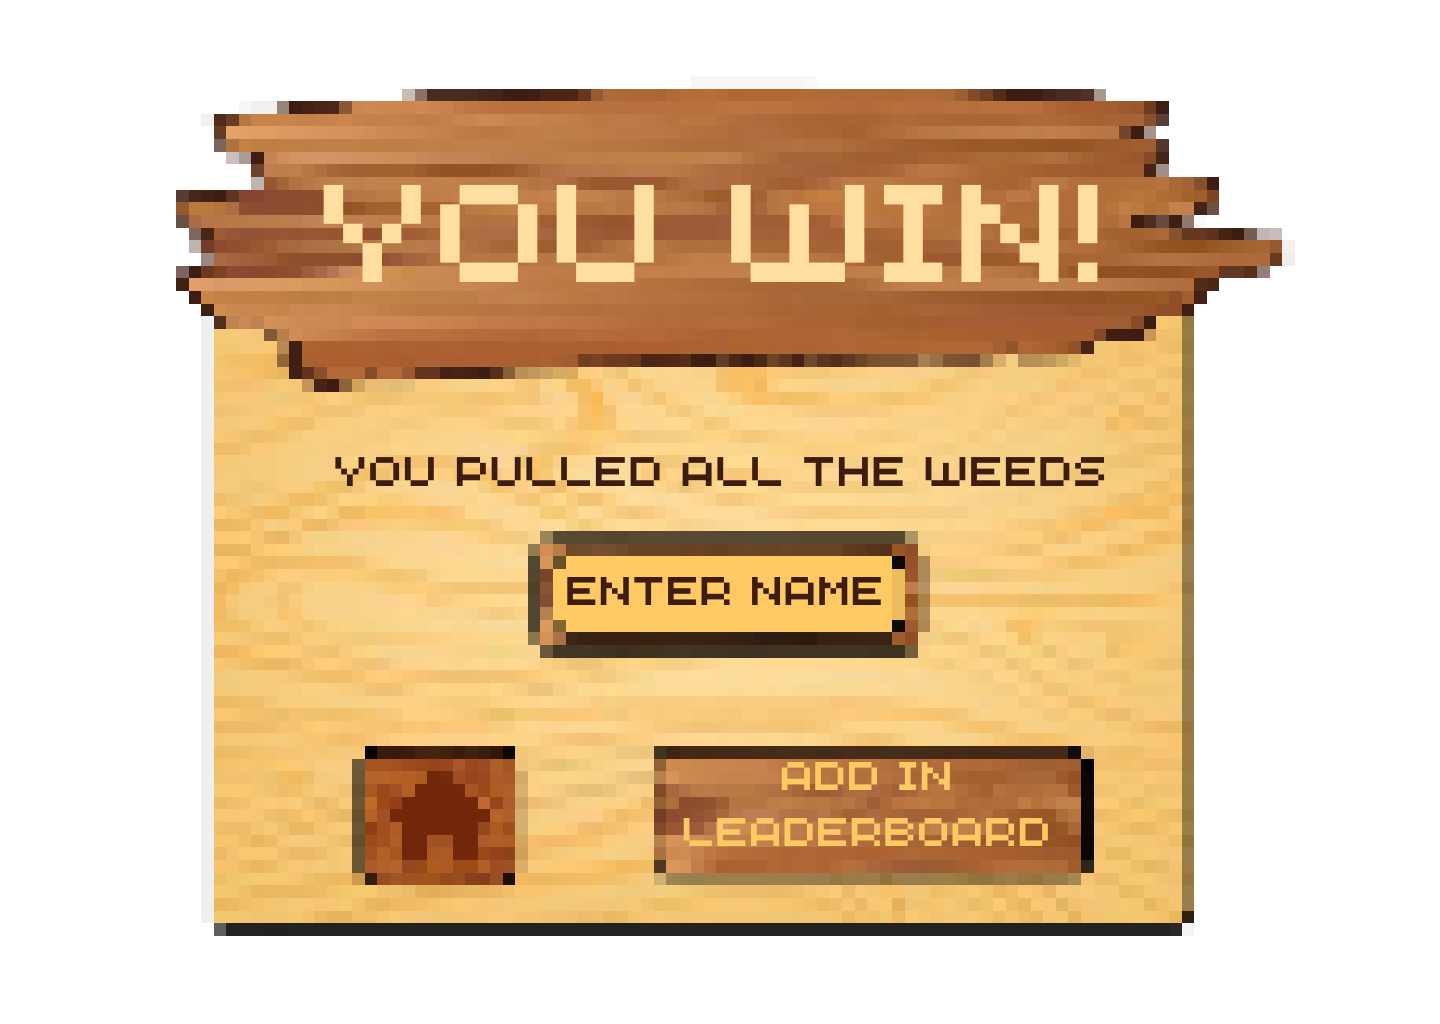 YOU WIN!
YOU PULLED ALL THE WEEDS
ENTER NAME
ADD IN
LEADERBOARD